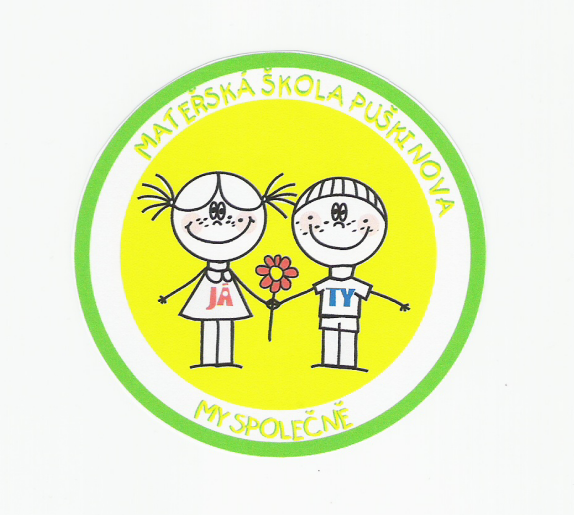 MATEŘSKÁ ŠKOLA PUŠKINOVA
JÁ
TY
MY SPOLEČNĚ